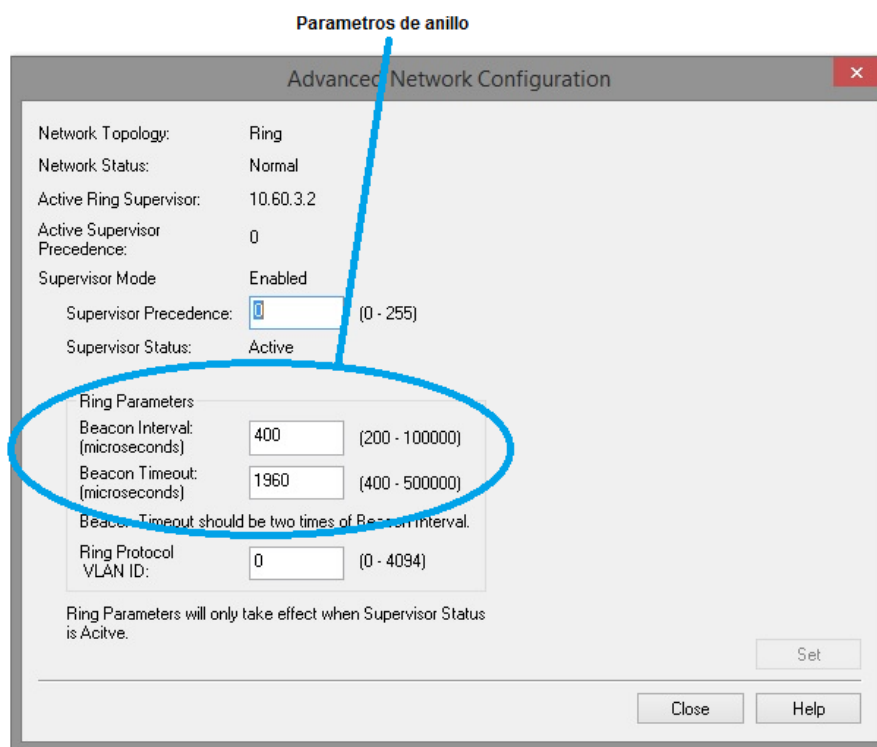 Parametros de anillo
Advanced Network Configuration
Network Topology: Ring
Network Status: Normal
Active Ring Supervisor: 10.60.3.2
Active Supervisor
Precedence: 0
Supervisor Mode Enabled
Supervisor Precedence: 0 (0 - 255)
Supervisor Status: Active
Ring Parameters
Beacon Interval:
(microseconds) 400 (200 - 100000)
Beacon Timeout:
(microseconds) 1960 (400 - 500000)
Beacon Timeout should be two times of Beacon Interval.
Ring Protocol
VLAN ID: 0 (0 - 4094)
Ring Parameters will only take effect when Supervisor Status
is Acitve.
Set
Close Help